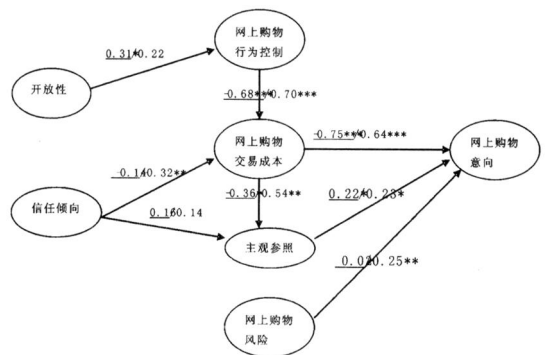 网上购物
行为控制
0.31*/0.22
开放性
-0.68**/-0.70***
网上购物
交易成本
-0.75**/-0.64***
网上购物
意向
-0.14/0.32**
-0.36*/0.54**
0.22*/0.23*
信任倾向
0.16/0.14
主观参照
0.25**
网上购物
风险